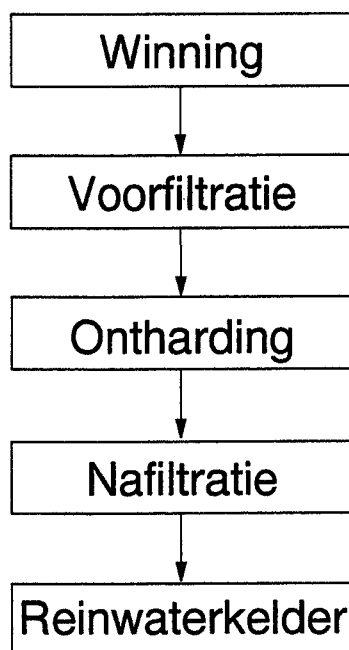 Winning
Voorfiltratie
Ontharding
Nafiltratie
Reinwaterkelder